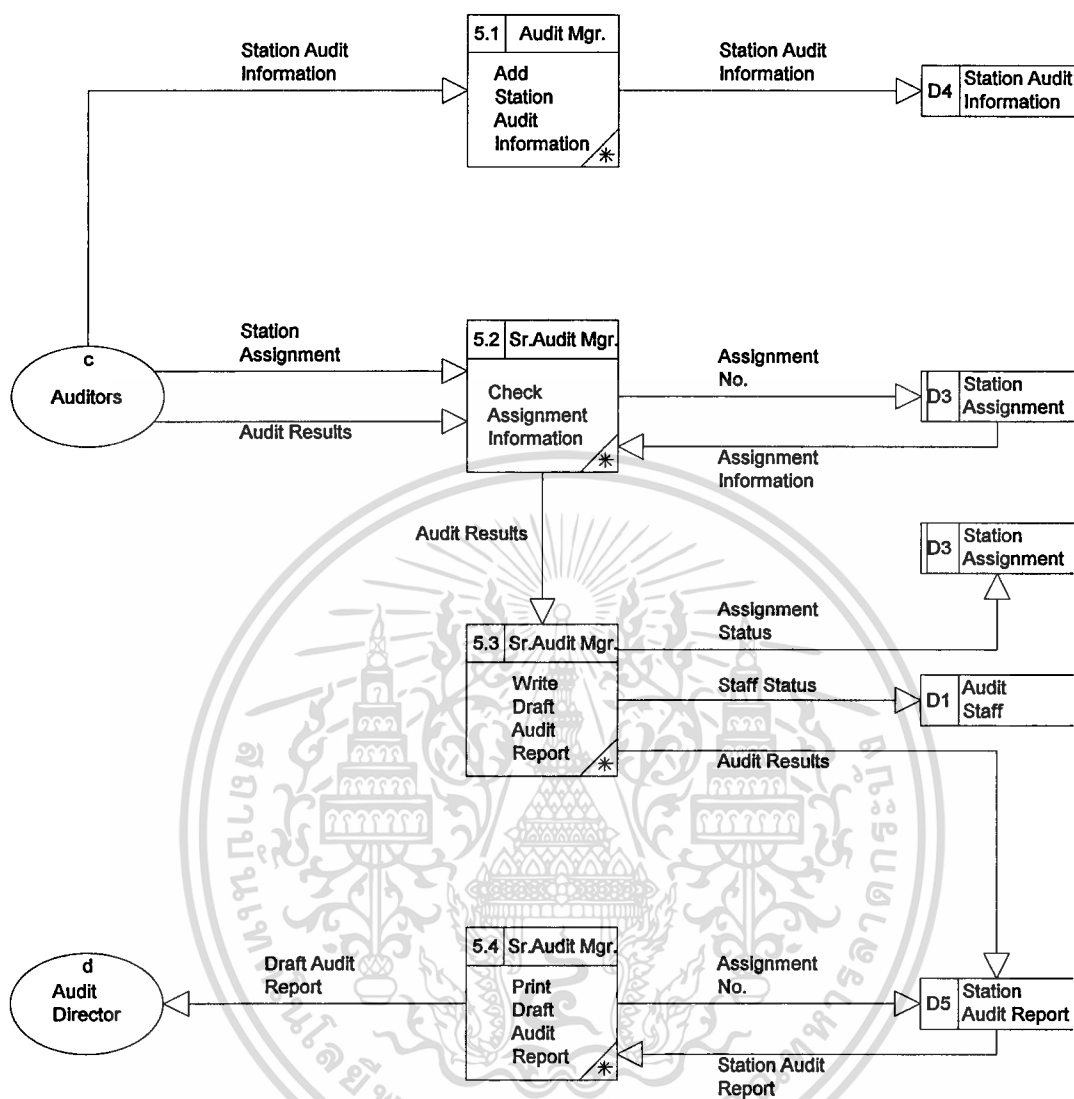 5.1 Audit Mgr.
Station Audit
Information
Add
Station
Audit
Information
*
Station Audit
Information
D4 Station Audit
Information
c
Auditors
Station
Assignment
Audit Results
5.2 Sr.Audit Mgr.
Check
Assignment
Information
*
Assignment
No.
D3 Station
Assignment
Assignment
Information
Audit Results
D3 Station
Assignment
5.3 Sr.Audit Mgr.
Write
Draft
Audit
Report
*
Assignment
Status
Staff Status
D1 Audit
Staff
Audit Results
d
Audit
Director
Draft Audit
Report
5.4 Sr.Audit Mgr.
Print
Draft
Audit
Report
*
Assignment
No.
D5 Station
Audit Report
Station Audit
Report